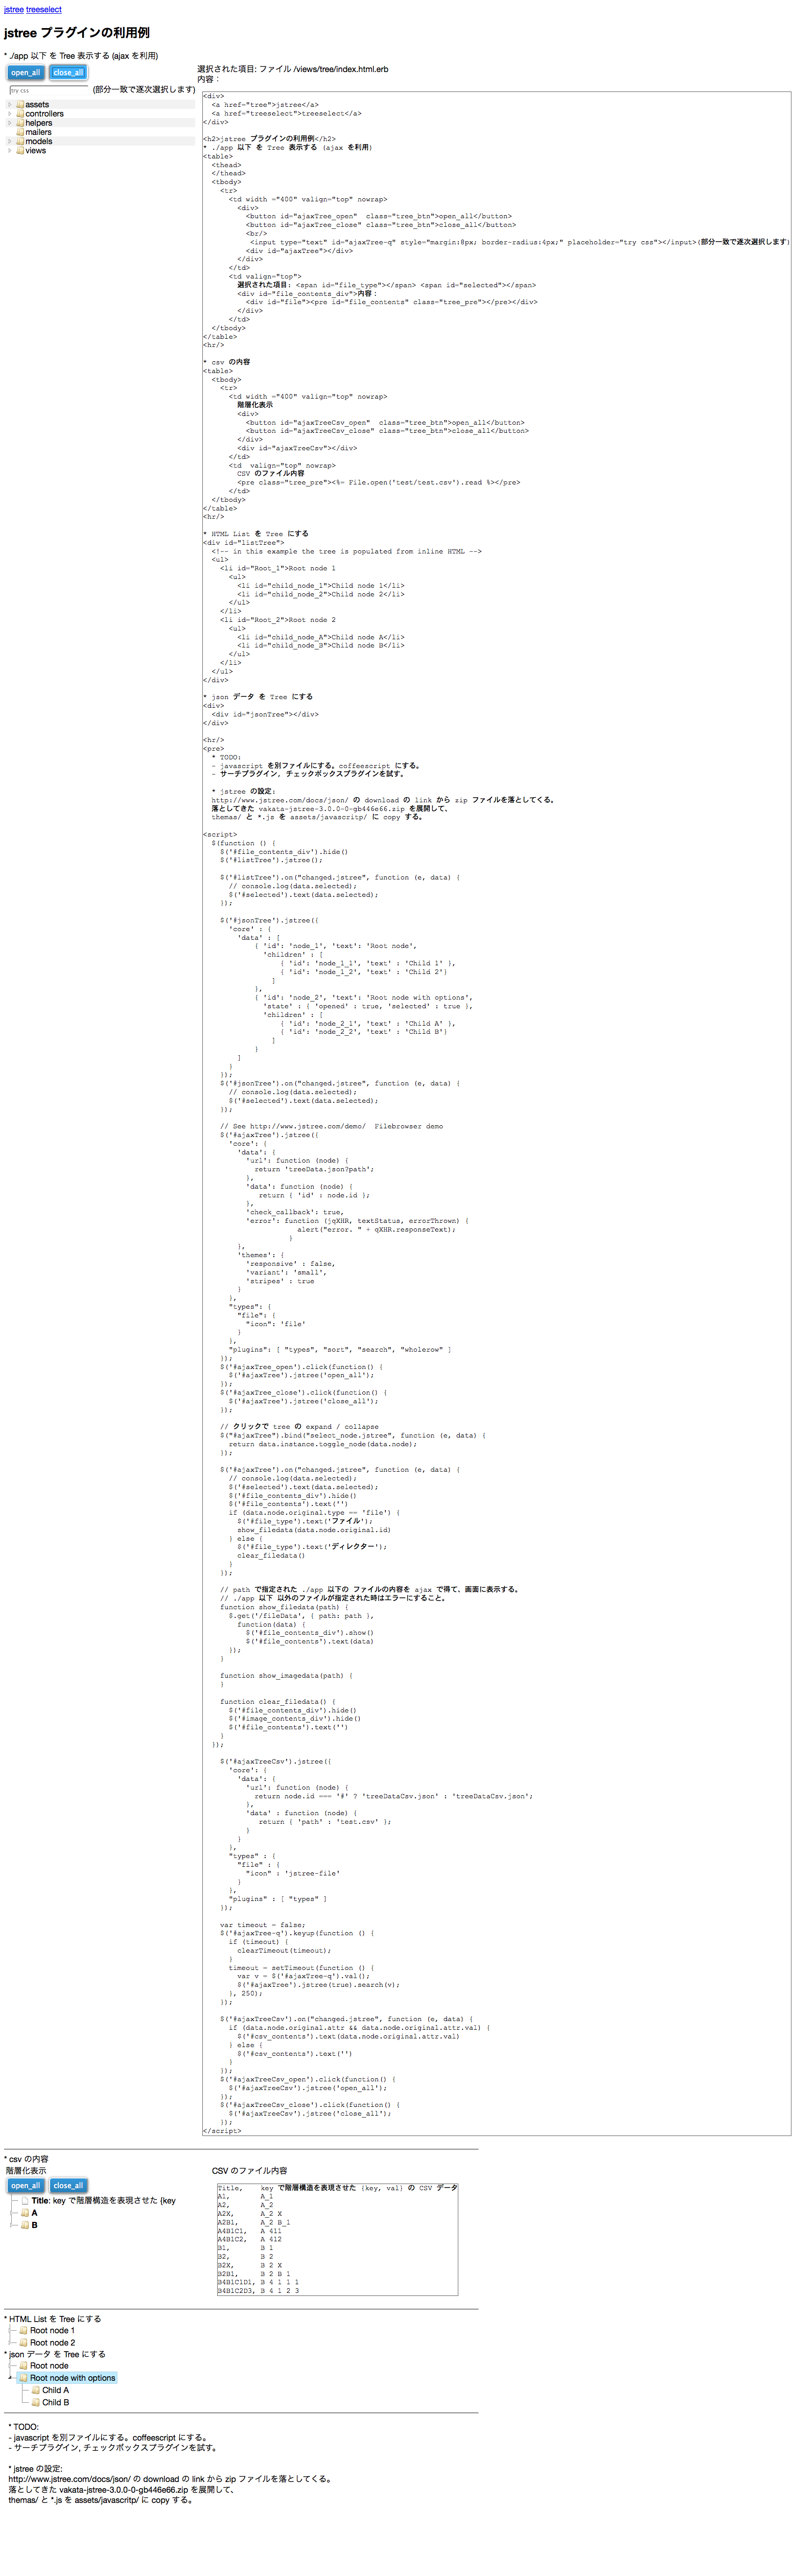 jstree treeselect
jstree プラグインの利用例
* ./app 以下 を Tree 表示する (ajax を利用)
open_all close_all
try css (部分一致で逐次選択します)
assets
controllers
helpers
mailers
models
views
選択された項目: ファイル /views/tree/index.html.erb
内容：
<div>
  <a href="tree">jstree</a>
  <a href="treeselect">treeselect</a>
</div>

<h2>jstree プラグインの利用例</h2>
* ./app 以下 を Tree 表示する (ajax を利用)
<table>
  <thead>
  </thead>
  <tbody>
    <tr>
      <td width ="400" valign="top" nowrap>
        <div>
          <button id="ajaxTree_open"  class="tree_btn">open_all</button>
          <button id="ajaxTree_close" class="tree_btn">close_all</button>
          <br/>
           <input type="text" id="ajaxTree-q" style="margin:8px; border-radius:4px;" placeholder="try css"></input>(部分一致で逐次選択します)
          <div id="ajaxTree"></div>
        </div>
      </td>
      <td valign="top">
        選択された項目: <span id="file_type"></span> <span id="selected"></span>
        <div id="file_contents_div">内容：
          <div id="file"><pre id="file_contents" class="tree_pre"></pre></div>
        </div>
      </td>
  </tbody>
</table>
<hr/>

* csv の内容
<table>
  <tbody>
    <tr>
      <td width ="400" valign="top" nowrap>
        階層化表示
        <div>
          <button id="ajaxTreeCsv_open"  class="tree_btn">open_all</button>
          <button id="ajaxTreeCsv_close" class="tree_btn">close_all</button>
        </div>
        <div id="ajaxTreeCsv"></div>
      </td>
      <td  valign="top" nowrap>
        CSV のファイル内容
        <pre class="tree_pre"><%= File.open('test/test.csv').read %></pre>
      </td>
  </tbody>
</table>
<hr/>

* HTML List を Tree にする
<div id="listTree">
  <!-- in this example the tree is populated from inline HTML -->
  <ul>
    <li id="Root_1">Root node 1
      <ul>
        <li id="child_node_1">Child node 1</li>
        <li id="child_node_2">Child node 2</li>
      </ul>
    </li>
    <li id="Root_2">Root node 2
      <ul>
        <li id="child_node_A">Child node A</li>
        <li id="child_node_B">Child node B</li>
      </ul>
    </li>
  </ul>
</div>

* json データ を Tree にする
<div>
  <div id="jsonTree"></div>
</div>

<hr/>
<pre>
  * TODO:
  - javascript を別ファイルにする。coffeescript にする。
  - サーチプラグイン, チェックボックスプラグインを試す。

  * jstree の設定:
  http://www.jstree.com/docs/json/ の download の link から zip ファイルを落としてくる。
  落としてきた vakata-jstree-3.0.0-0-gb446e66.zip を展開して、
  themas/ と *.js を assets/javascritp/ に copy する。

<script>
  $(function () {
    $('#file_contents_div').hide()
    $('#listTree').jstree();

    $('#listTree').on("changed.jstree", function (e, data) {
      // console.log(data.selected);
      $('#selected').text(data.selected);
    });

    $('#jsonTree').jstree({
      'core' : {
        'data' : [
            { 'id': 'node_1', 'text': 'Root node',
              'children' : [
                  { 'id': 'node_1_1', 'text' : 'Child 1' },
                  { 'id': 'node_1_2', 'text' : 'Child 2'}
                ]
            },
            { 'id': 'node_2', 'text': 'Root node with options',
              'state' : { 'opened' : true, 'selected' : true },
              'children' : [
                  { 'id': 'node_2_1', 'text' : 'Child A' },
                  { 'id': 'node_2_2', 'text' : 'Child B'}
                ]
            }
        ]
      }
    });
    $('#jsonTree').on("changed.jstree", function (e, data) {
      // console.log(data.selected);
      $('#selected').text(data.selected);
    });

    // See http://www.jstree.com/demo/  Filebrowser demo
    $('#ajaxTree').jstree({
      'core': {
        'data': {
          'url': function (node) {
            return 'treeData.json?path';
          },
          'data': function (node) {
             return { 'id' : node.id };
          },
          'check_callback': true,
          'error': function (jqXHR, textStatus, errorThrown) {
                      alert("error. " + qXHR.responseText);
                    }
        },
        'themes': {
          'responsive' : false,
          'variant': 'small',
          'stripes' : true
        }
      },
      "types": {
        "file": {
          "icon": 'file'
        }
      },
      "plugins": [ "types", "sort", "search", "wholerow" ]
    });
    $('#ajaxTree_open').click(function() {
      $('#ajaxTree').jstree('open_all');
    });
    $('#ajaxTree_close').click(function() {
      $('#ajaxTree').jstree('close_all');
    });

    // クリックで tree の expand / collapse
    $("#ajaxTree").bind("select_node.jstree", function (e, data) {
      return data.instance.toggle_node(data.node);
    });

    $('#ajaxTree').on("changed.jstree", function (e, data) {
      // console.log(data.selected);
      $('#selected').text(data.selected);
      $('#file_contents_div').hide()
      $('#file_contents').text('')
      if (data.node.original.type == 'file') {
        $('#file_type').text('ファイル');
        show_filedata(data.node.original.id)
      } else {
        $('#file_type').text('ディレクター');
        clear_filedata()
      }
    });

    // path で指定された ./app 以下の ファイルの内容を ajax で得て、画面に表示する。
    // ./app 以下 以外のファイルが指定された時はエラーにすること。
    function show_filedata(path) {
      $.get('/fileData', { path: path },
        function(data) {
          $('#file_contents_div').show()
          $('#file_contents').text(data)
      });
    }

    function show_imagedata(path) {
    }

    function clear_filedata() {
      $('#file_contents_div').hide()
      $('#image_contents_div').hide()
      $('#file_contents').text('')
    }
  });

    $('#ajaxTreeCsv').jstree({
      'core': {
        'data': {
          'url': function (node) {
            return node.id === '#' ? 'treeDataCsv.json' : 'treeDataCsv.json';
          },
          'data' : function (node) {
             return { 'path' : 'test.csv' };
          }
        }
      },
      "types" : {
        "file" : {
          "icon" : 'jstree-file'
        }
      },
      "plugins" : [ "types" ]
    });

    var timeout = false;
    $('#ajaxTree-q').keyup(function () {
      if (timeout) {
        clearTimeout(timeout);
      }
      timeout = setTimeout(function () {
        var v = $('#ajaxTree-q').val();
        $('#ajaxTree').jstree(true).search(v);
      }, 250);
    });

    $('#ajaxTreeCsv').on("changed.jstree", function (e, data) {
      if (data.node.original.attr && data.node.original.attr.val) {
        $('#csv_contents').text(data.node.original.attr.val)
      } else {
        $('#csv_contents').text('')
      }
    });
    $('#ajaxTreeCsv_open').click(function() {
      $('#ajaxTreeCsv').jstree('open_all');
    });
    $('#ajaxTreeCsv_close').click(function() {
      $('#ajaxTreeCsv').jstree('close_all');
    });
</script>
* csv の内容
階層化表示
open_all close_all
Title: key で階層構造を表現させた {key
A
B
CSV のファイル内容
Title,    key で階層構造を表現させた {key, val} の CSV データ
A1,       A_1
A2,       A_2
A2X,      A_2 X
A2B1,     A_2 B_1
A4B1C1,   A 411
A4B1C2,   A 412
B1,       B 1
B2,       B 2
B2X,      B 2 X
B2B1,     B 2 B 1
B4B1C1D1, B 4 1 1 1
B4B1C2D3, B 4 1 2 3
* HTML List を Tree にする
Root node 1
Root node 2
* json データ を Tree にする
Root node
Root node with options
Child A
Child B
* TODO:
- javascript を別ファイルにする。coffeescript にする。
- サーチプラグイン, チェックボックスプラグインを試す。

* jstree の設定:
http://www.jstree.com/docs/json/ の download の link から zip ファイルを落としてくる。
落としてきた vakata-jstree-3.0.0-0-gb446e66.zip を展開して、
themas/ と *.js を assets/javascritp/ に copy する。